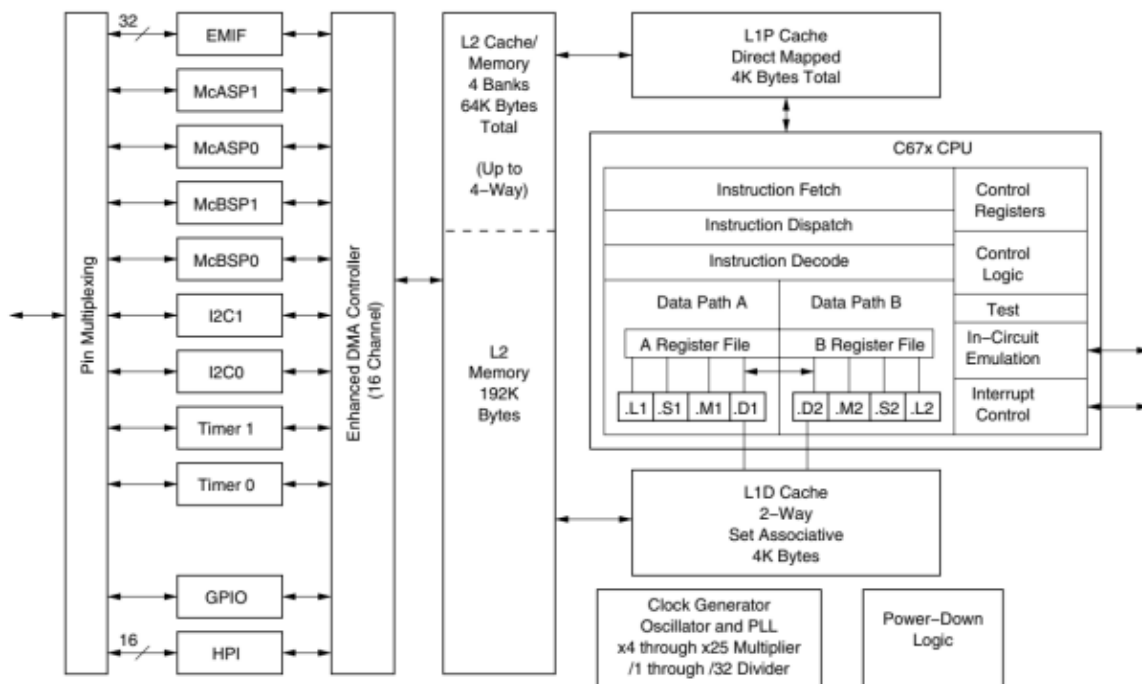 32
EMIF
McASP1
McASP0
McBSP1
McBSP0
I2C1
I2C0
Timer 1
Timer 0
GPIO
16
HPI
Pin Multiplexing
Enhanced DMA Controller
(16 Channel)
L2 Cache/
Memory
4 Banks
64K Bytes
Total
(Up to
4−Way)
L2
Memory
192K
Bytes
L1P Cache
Direct Mapped
4K Bytes Total
C67x CPU
Instruction Fetch
Instruction Dispatch
Instruction Decode
Data Path A
A Register File
.L1 .S1 .M1 .D1
Data Path B
B Register File
.D2 .M2 .S2 .L2
Control
Registers
Control
Logic
Test
In−Circuit
Emulation
Interrupt
Control
L1D Cache
2−Way
Set Associative
4K Bytes
Clock Generator
Oscillator and PLL
x4 through x25 Multiplier
/1 through /32 Divider
Power−Down
Logic